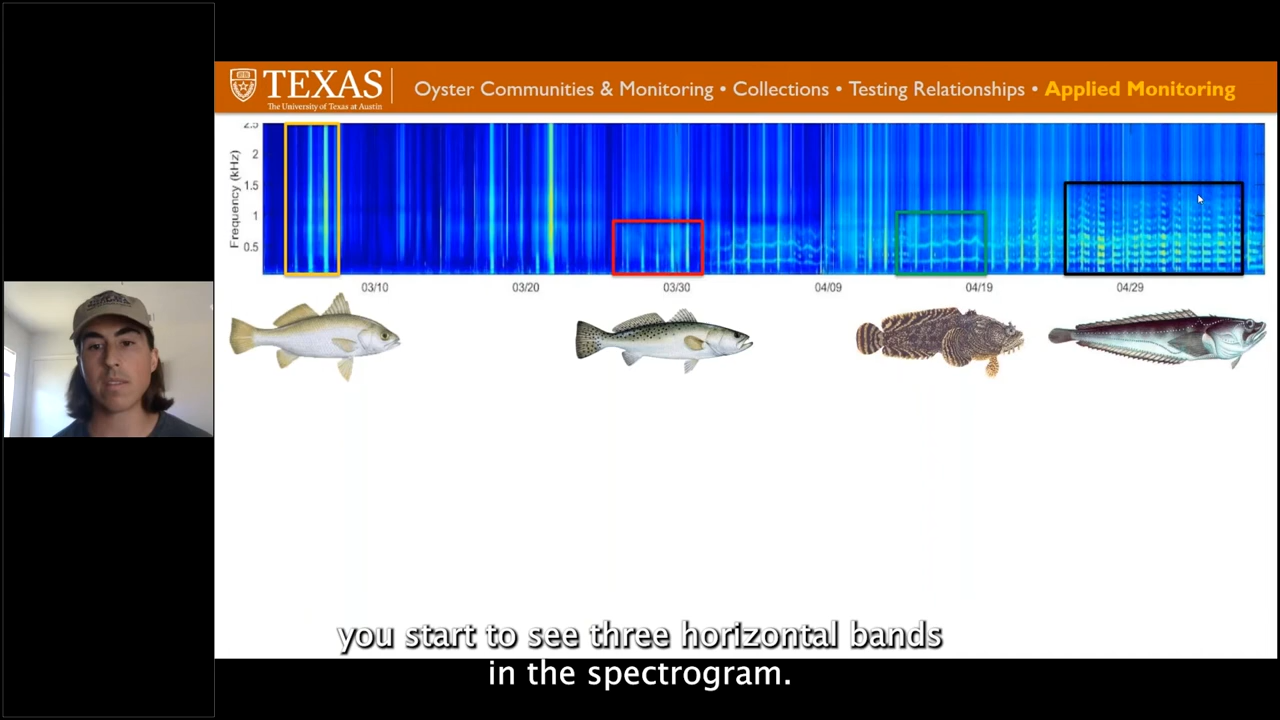 TEXAS
The University of Texas at Austin
Oyster Communities & Monitoring • Collections • Testing Relationships • Applied Monitoring
Frequency (kHz)
2.5
2
1.5
1
0.5
03/10 03/20 03/30 04/09 04/19 04/29
you start to see three horizontal bands
in the spectrogram.